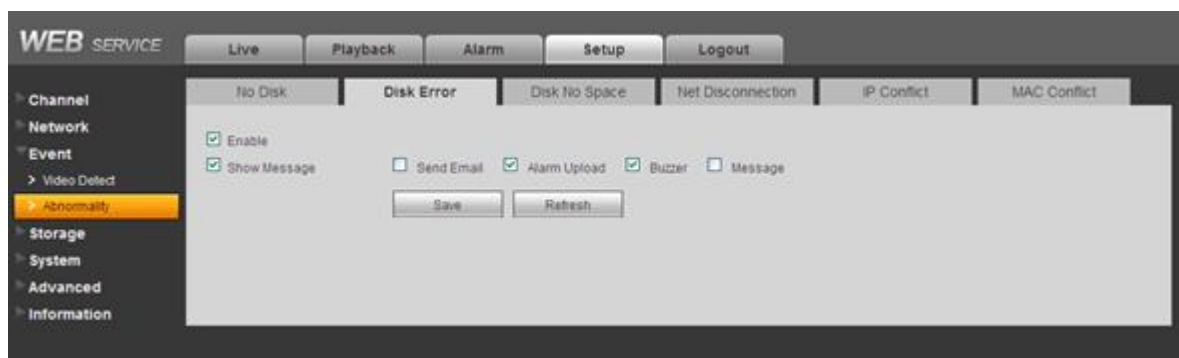 WEB SERVICE
Live Playback Alarm Setup Logout
No Disk Disk Error Disk No Space Net Disconnection IP Conflict MAC Conflict
Channel
Network
Event
> Video Detect
> Abnormality
Storage
System
Advanced
Information
Enable
Show Message Send Email Alarm Upload Buzzer Message
Save Refresh